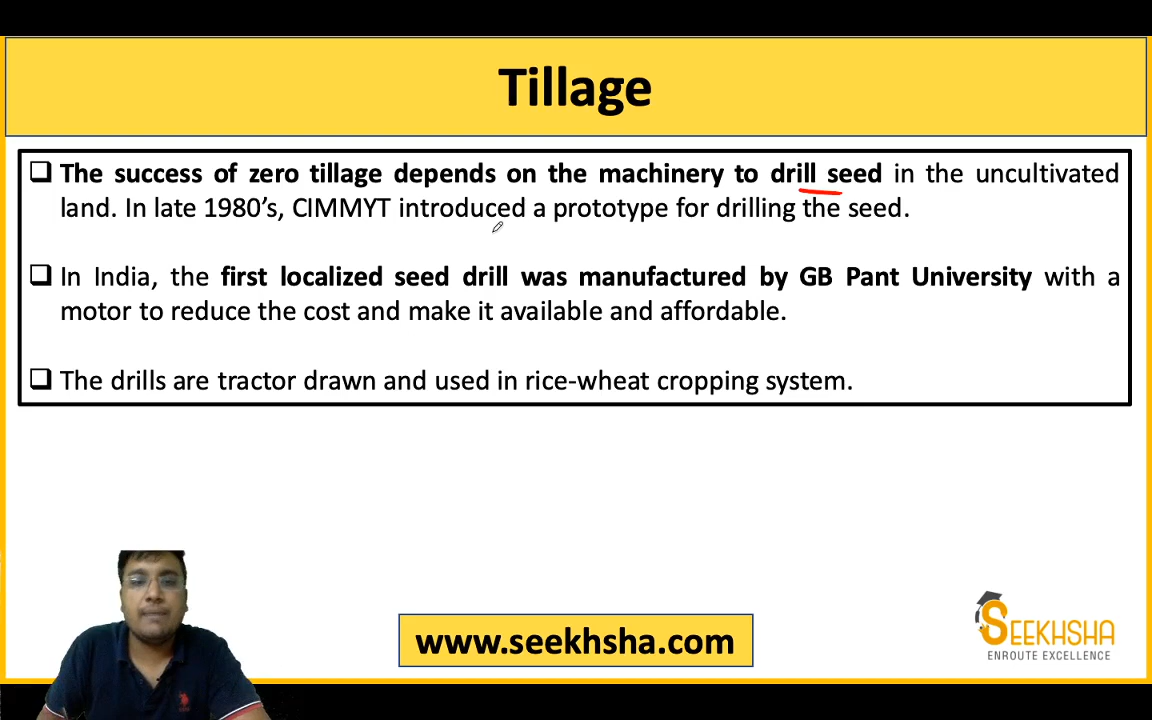 Tillage
❑ The success of zero tillage depends on the machinery to drill seed in the uncultivated
land. In late 1980’s, CIMMYT introduced a prototype for drilling the seed.
❑ In India, the first localized seed drill was manufactured by GB Pant University with a
motor to reduce the cost and make it available and affordable.
❑ The drills are tractor drawn and used in rice-wheat cropping system.
www.seekhsha.com
SEEKHSHA
ENROUTE EXCELLENCE